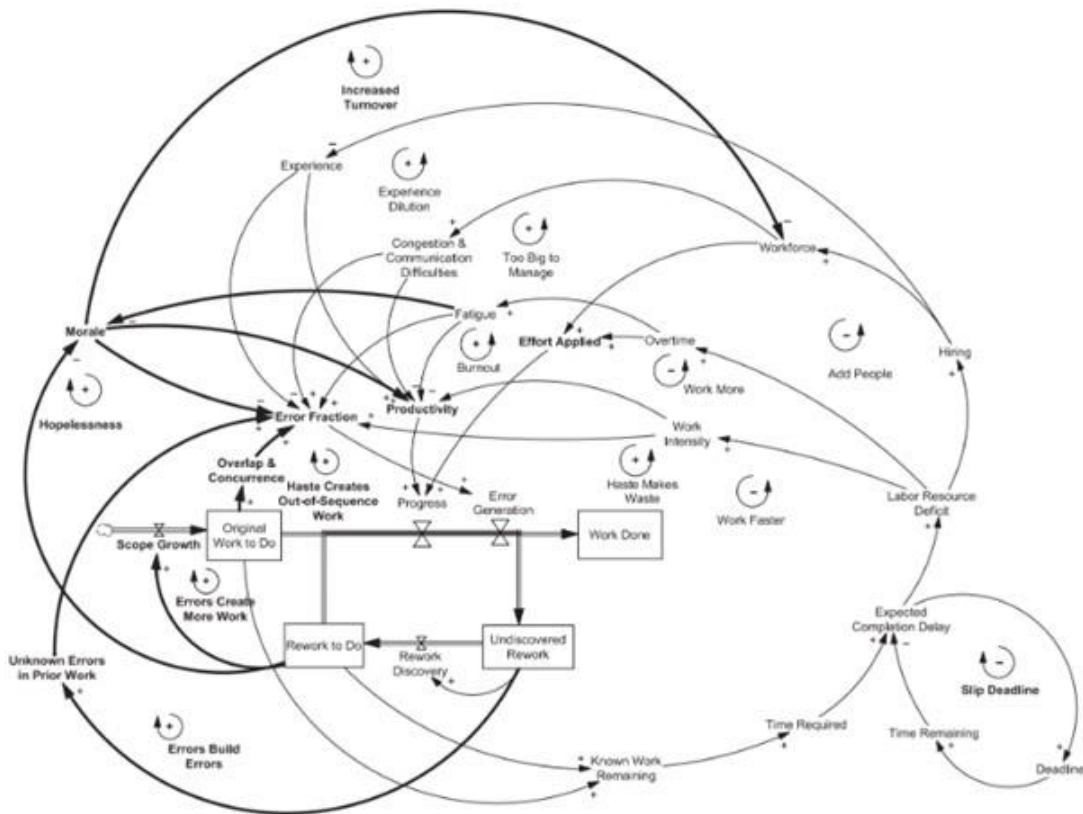 Increased
Turnover
Experience
Experience
Dilution
Congestion &
Communication
Difficulties
Too Big to
Manage
Workforce
Fatigue
Morale
Effort Applied
Overtime
Burnout
Add People
Hiring
Work More
Hopelessness
Error Fraction
Productivity
Work
Intensity
Overlap &
Concurrence
Haste Creates
Out-of-Sequence
Work
Progress
Error
Generation
Haste Makes
Waste
Work Faster
Labor Resource
Deficit
Scope Growth
Original
Work to Do
Work Done
Errors Create
More Work
Expected
Completion Delay
Unknown Errors
in Prior Work
Rework to Do
Rework
Discovery
Undiscovered
Rework
Slip Deadline
Errors Build
Errors
Time Required
Time Remaining
Known Work
Remaining
Deadline